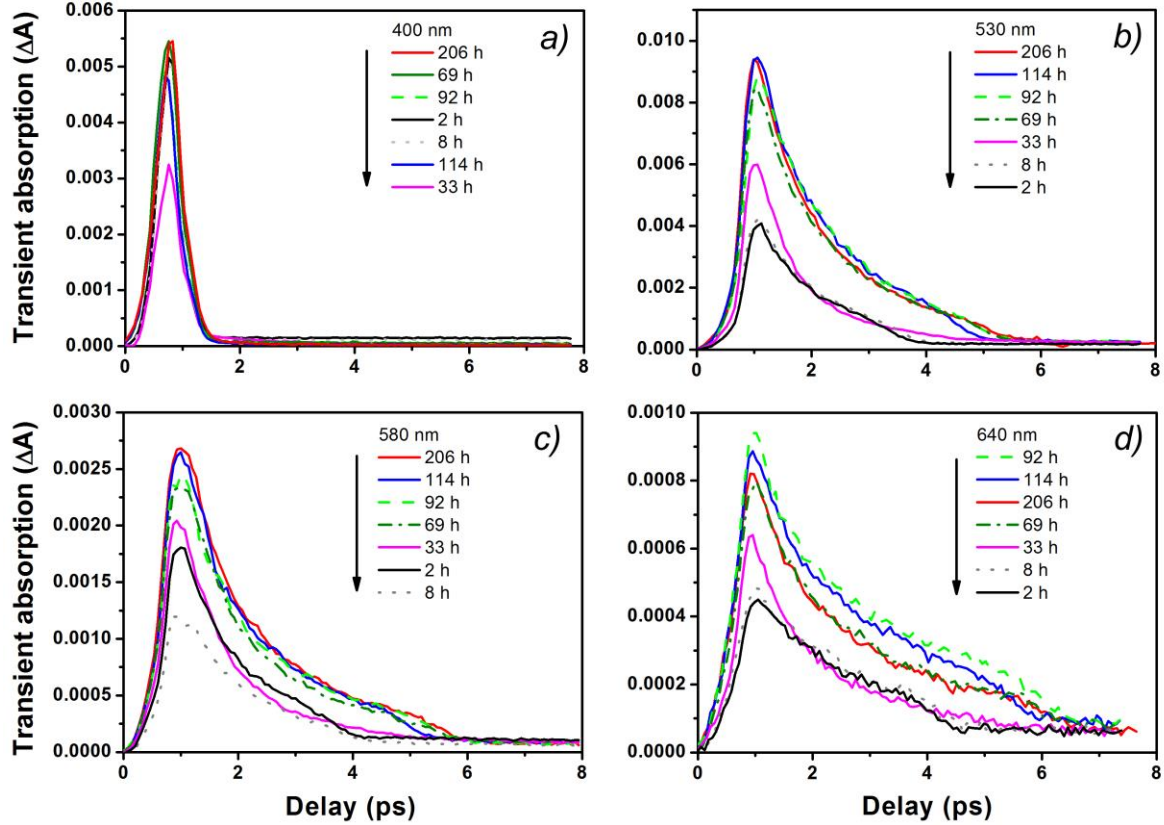 400 nm
a)
206 h
69 h
92 h
2 h
8 h
114 h
33 h
Transient absorption (ΔA)
0.006
0.005
0.004
0.003
0.002
0.001
0.000
0 2 4 6 8
530 nm
b)
206 h
114 h
92 h
69 h
33 h
8 h
2 h
0.010
0.008
0.006
0.004
0.002
0.000
0 2 4 6 8
580 nm
c)
206 h
114 h
92 h
69 h
33 h
2 h
8 h
Transient absorption (ΔA)
0.0030
0.0025
0.0020
0.0015
0.0010
0.0005
0.0000
0 2 4 6 8
Delay (ps)
640 nm
d)
92 h
114 h
206 h
69 h
33 h
8 h
2 h
0.0010
0.0008
0.0006
0.0004
0.0002
0.0000
0 2 4 6 8
Delay (ps)